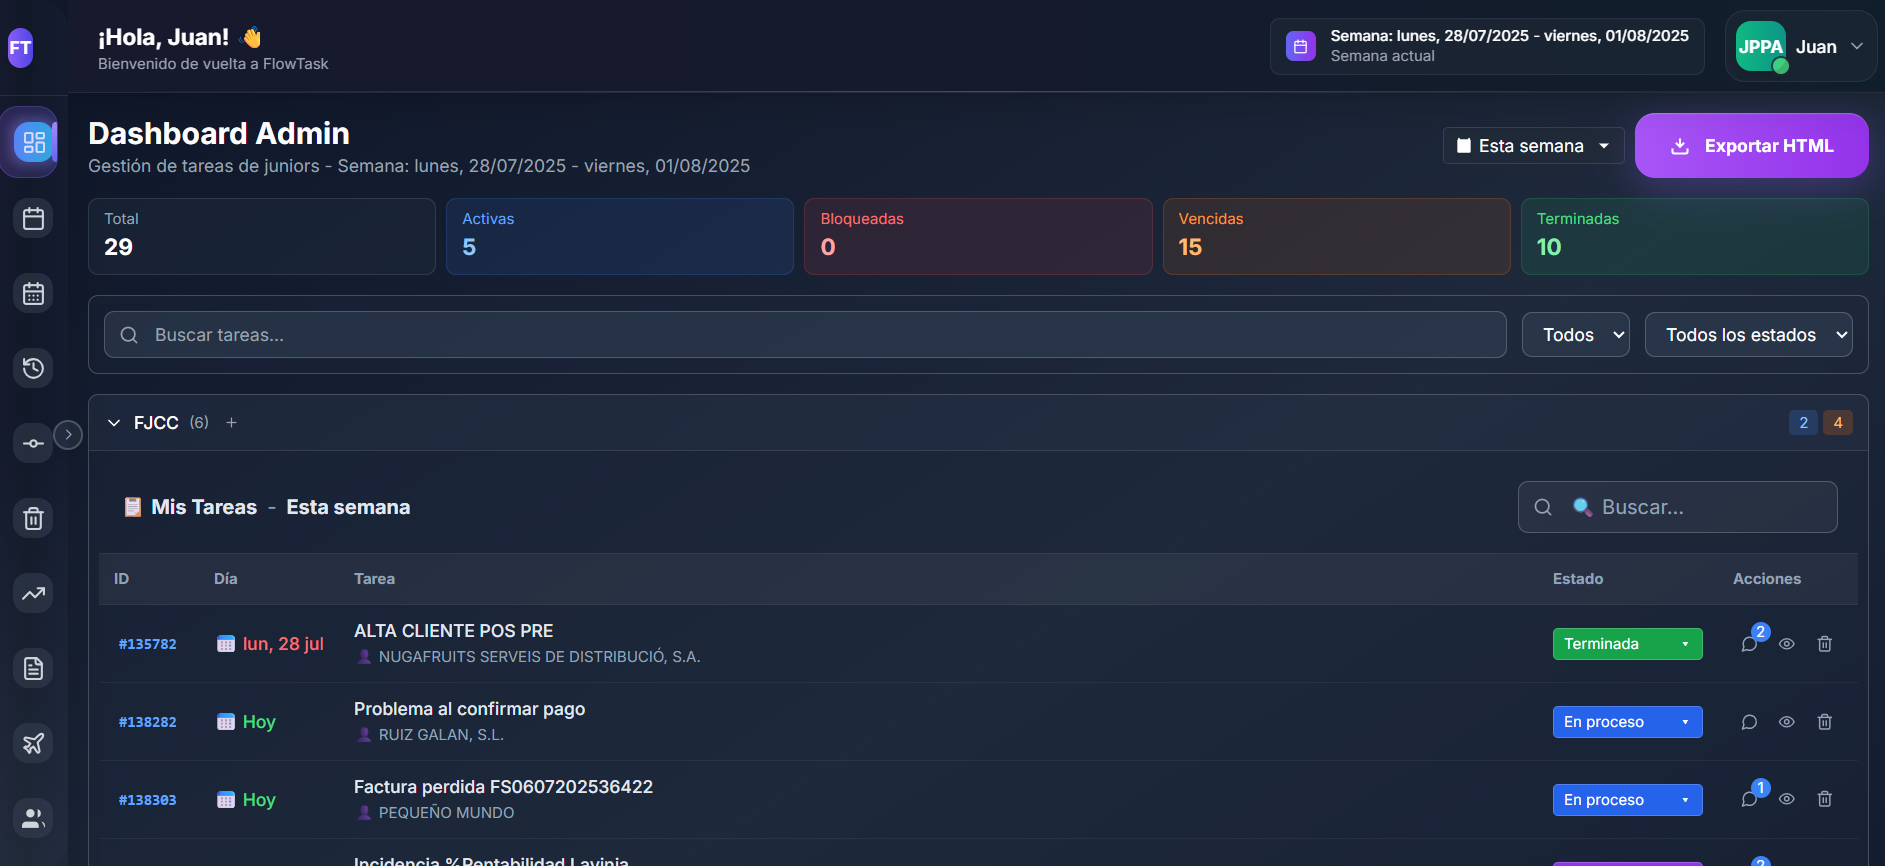 FT
¡Hola, Juan! 👋
Bienvenido de vuelta a FlowTask
Semana: lunes, 28/07/2025 - viernes, 01/08/2025
Semana actual
JPPA
Juan
Dashboard Admin
Gestión de tareas de juniors - Semana: lunes, 28/07/2025 - viernes, 01/08/2025
Esta semana
Exportar HTML
Total
29
Activas
5
Bloqueadas
0
Vencidas
15
Terminadas
10
Buscar tareas...
Todos
Todos los estados
FJCC (6) +
2 4
Mis Tareas - Esta semana
Buscar...
ID Día Tarea Estado Acciones
#135782 lun, 28 jul ALTA CLIENTE POS PRE
NUGAFRUITS SERVEIS DE DISTRIBUCIÓ, S.A.
Terminada 2
#138282 Hoy Problema al confirmar pago
RUIZ GALAN, S.L.
En proceso
#138303 Hoy Factura perdida FS0607202536422
PEQUEÑO MUNDO
En proceso 1
Incidencia %Rentabilidad Lavinia
2